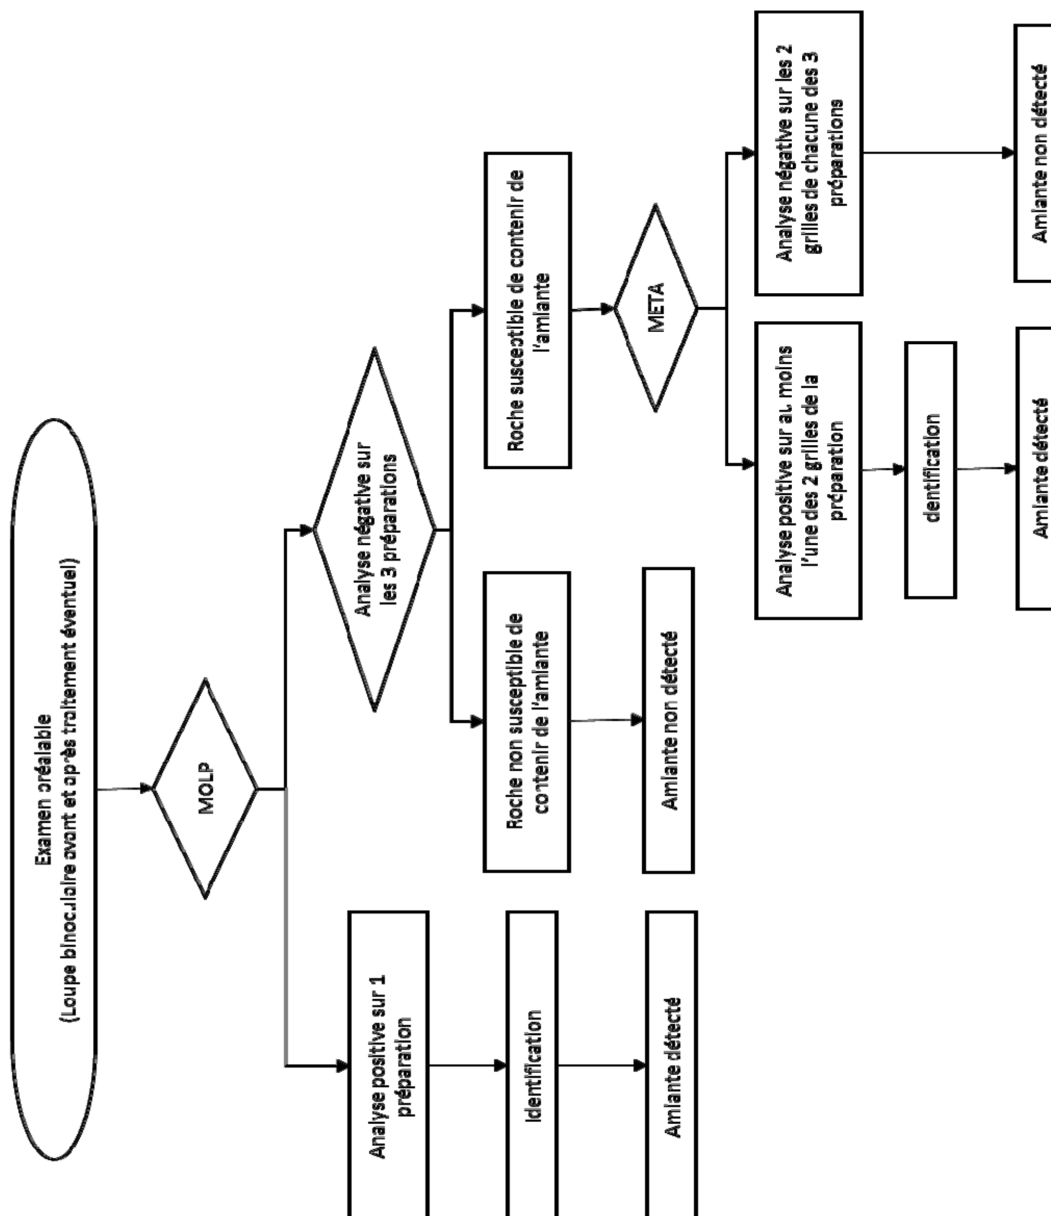 Examen préalable
(Loupe binoculaire avant et après traitement éventuel)
MOLP
Analyse positive sur 1
préparation
Identification
Amiante détecté
Analyse négative sur
les 3 préparations
Roche non susceptible de
contenir de l'amiante
Amiante non détecté
Roche susceptible de contenir de
l'amiante
META
Analyse positive sur au moins
l'une des 2 grilles de la
préparation
dentification
Amiante détecté
Analyse négative sur les 2
grilles de chacune des 3
préparations
Amiante non détecté